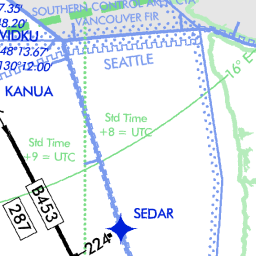 7.35'
48.20'
SOUTHERN CONTROL AREA
VANCOUVER FIR
VIDKU
48°13.67'
130°12.00'
SEATTLE
KANUA
16° E
Std Time
+8 = UTC
Std Time
+9 = UTC
B453
287
SEDAR
224°